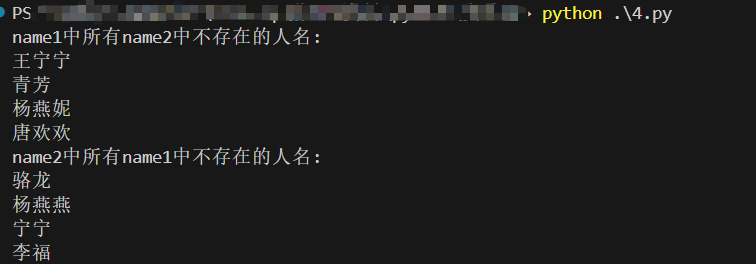 PS python .\4.py
name1中所有name2中不存在的人名:
王宁宁
青芳
杨燕妮
唐欢欢
name2中所有name1中不存在的人名:
骆龙
杨燕燕
宁宁
李福